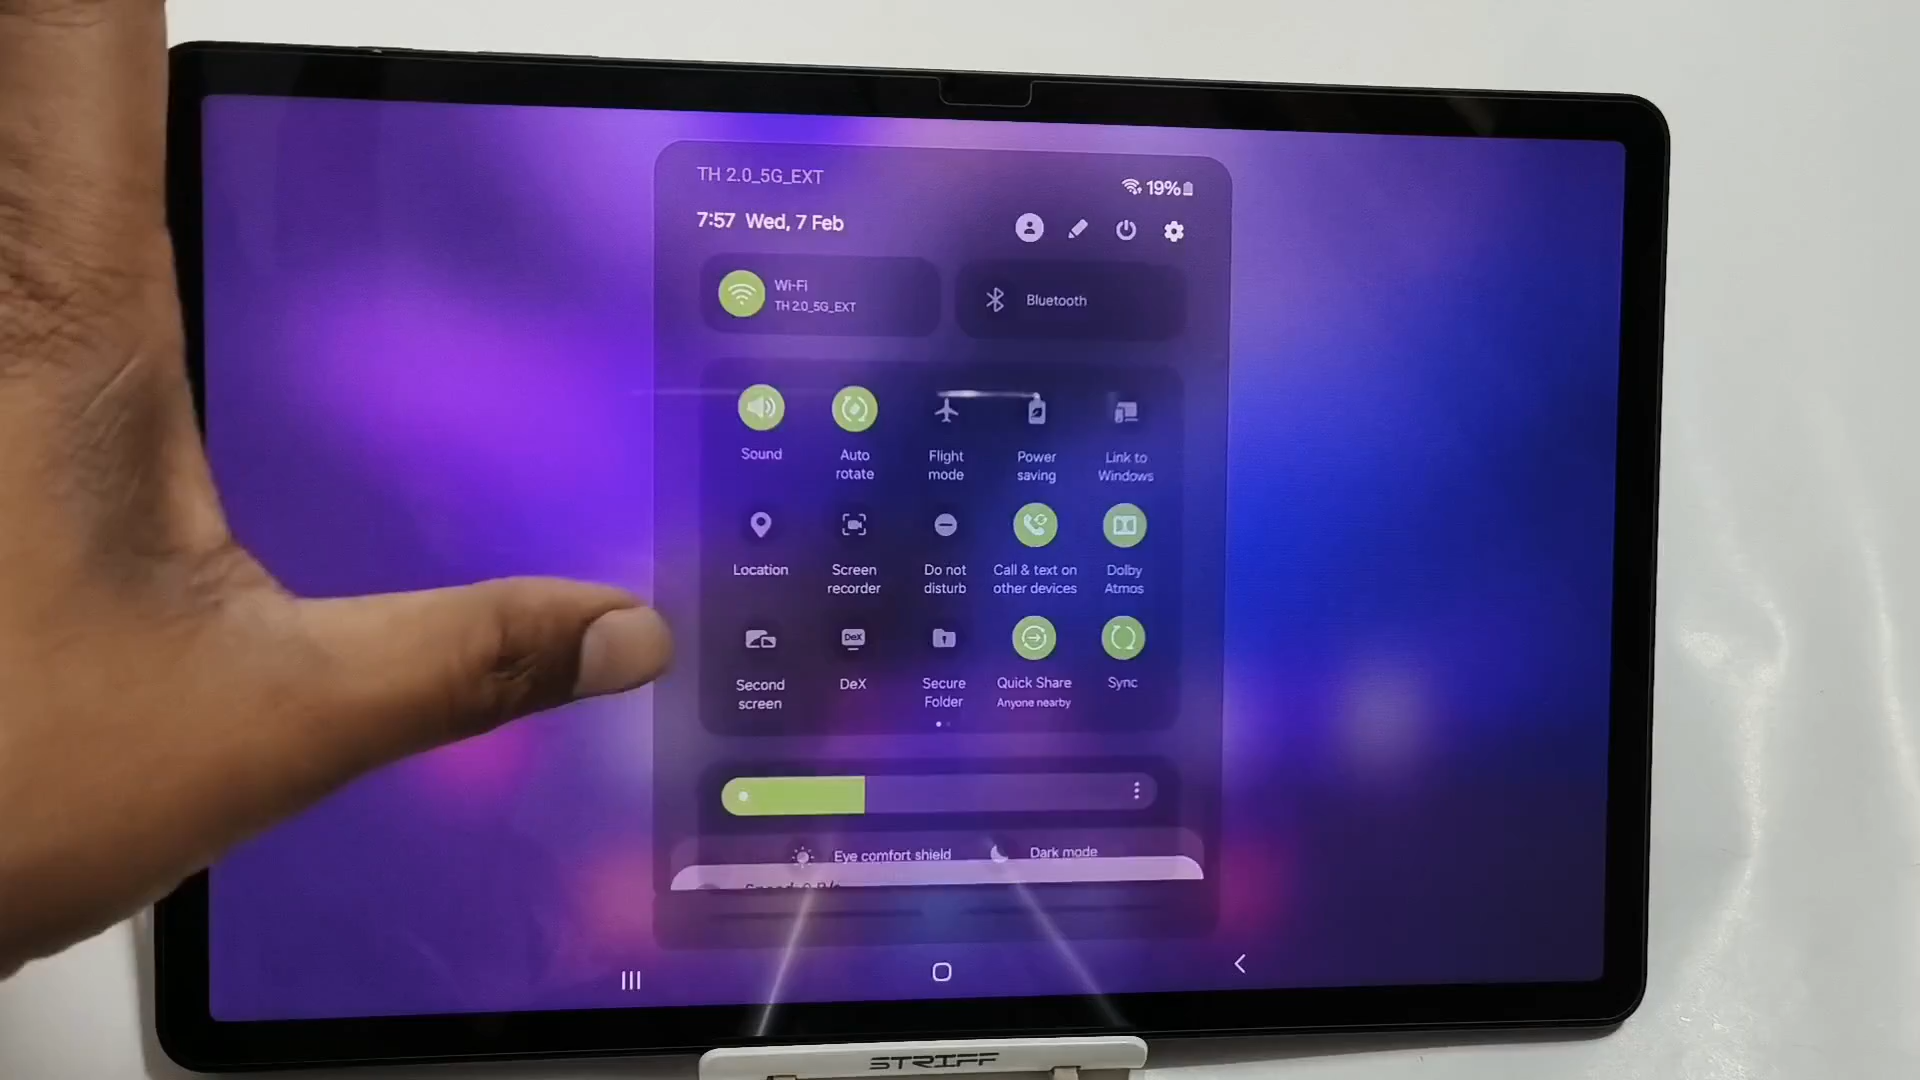 TH 2.0_5G_EXT
19%
7:57 Wed, 7 Feb
Wi-Fi
TH 2.0_5G_EXT
Bluetooth
Sound
Auto
rotate
Flight
mode
Power
saving
Link to
Windows
Location
Screen
recorder
Do not
disturb
Call & text on
other devices
Dolby
Atmos
Second
screen
DeX
DeX
Secure
Folder
Quick Share
Anyone nearby
Sync
Eye comfort shield
Dark mode
STRIFF